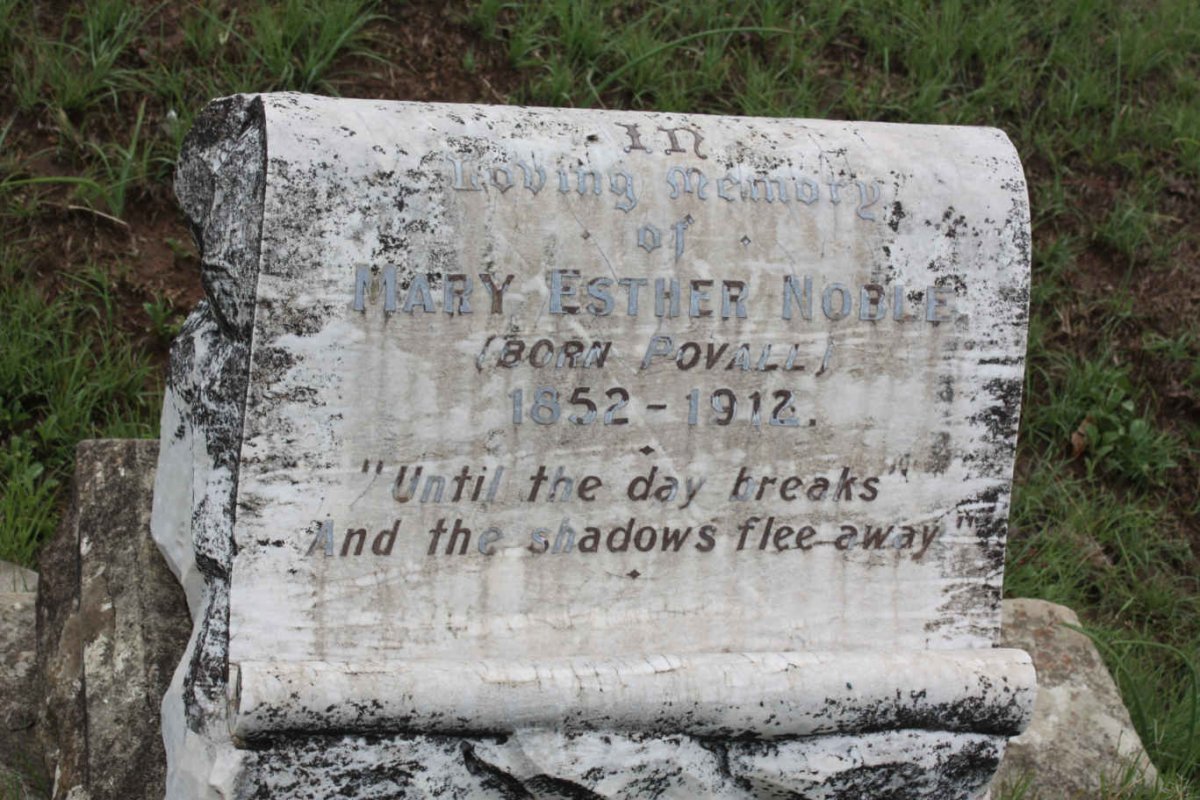 IN
Loving Memory
of
MARY ESTHER NOBLE
(BORN POVALL)
1852 - 1912.
"Until the day breaks"
And the shadows flee away"